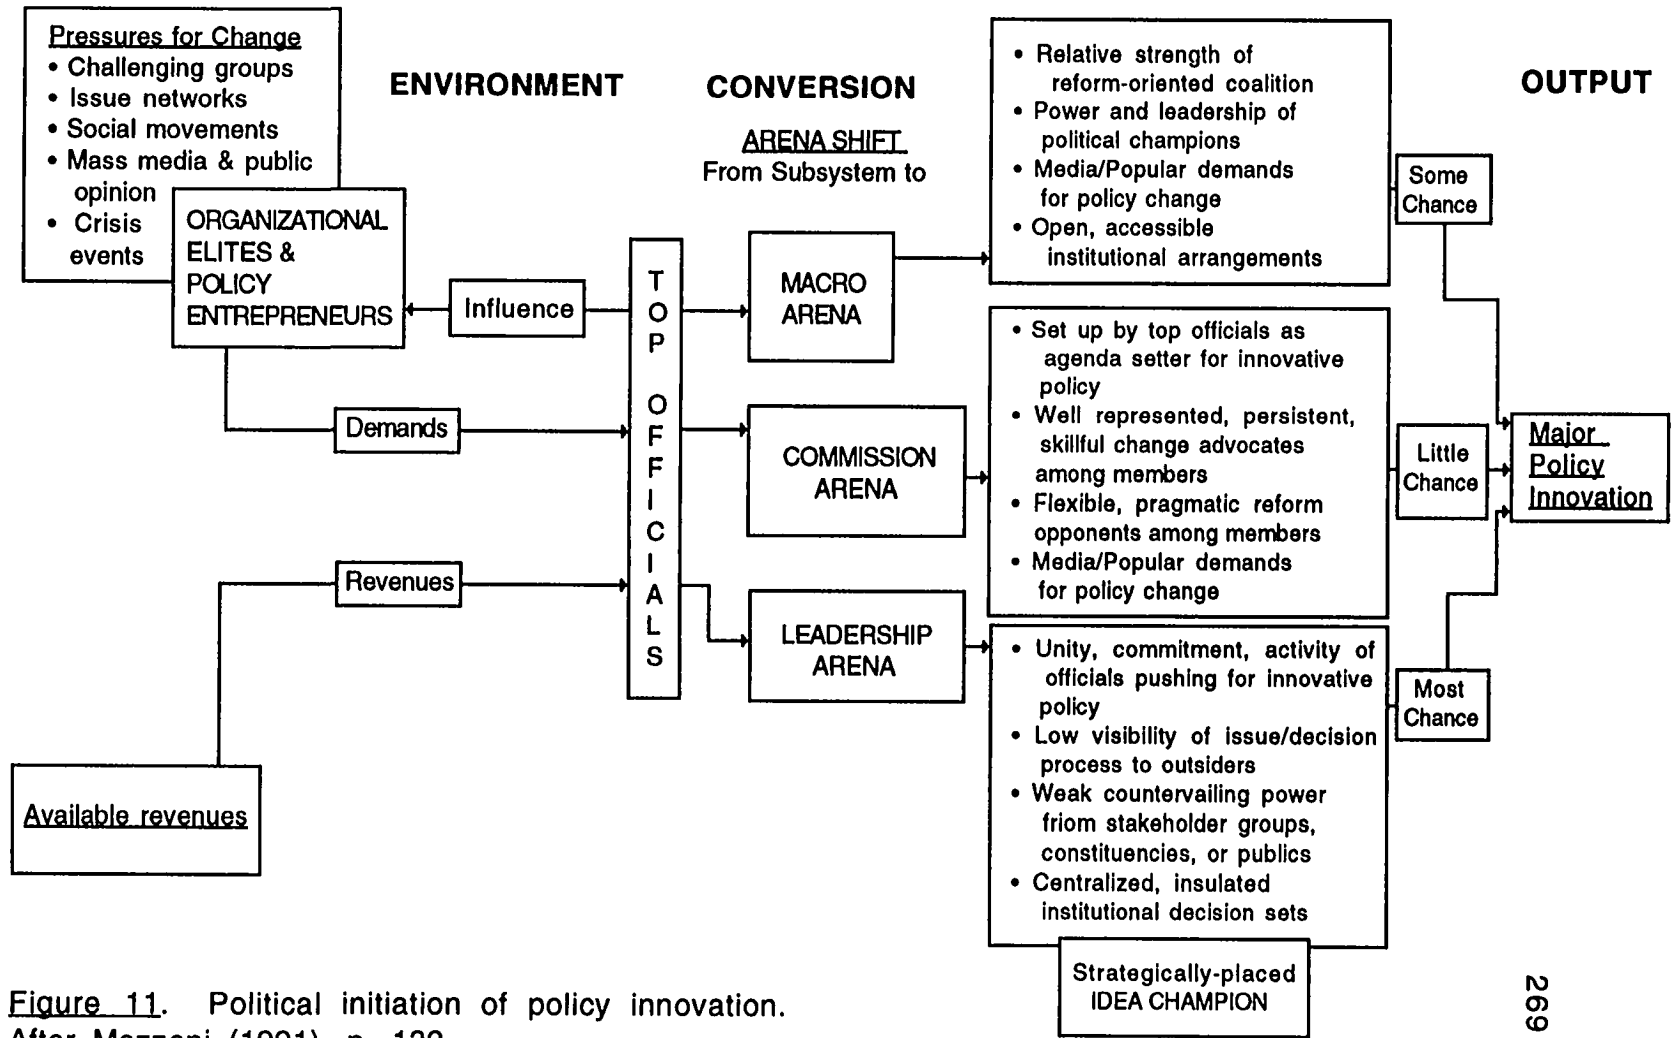 Pressures for Change
• Challenging groups
• Issue networks
• Social movements
• Mass media & public
opinion
• Crisis
events
ORGANIZATIONAL
ELITES &
POLICY
ENTREPRENEURS
ENVIRONMENT
Influence
Demands
Revenues
Available revenues
TOP OFFICIALS
CONVERSION
ARENA SHIFT
From Subsystem to
MACRO
ARENA
COMMISSION
ARENA
LEADERSHIP
ARENA
• Relative strength of
reform-oriented coalition
• Power and leadership of
political champions
• Media/Popular demands
for policy change
• Open, accessible
institutional arrangements
• Set up by top officials as
agenda setter for innovative
policy
• Well represented, persistent,
skillful change advocates
among members
• Flexible, pragmatic reform
opponents among members
• Media/Popular demands
for policy change
• Unity, commitment, activity of
officials pushing for innovative
policy
• Low visibility of issue/decision
process to outsiders
• Weak countervailing power
friom stakeholder groups,
constituencies, or publics
• Centralized, insulated
institutional decision sets
Strategically-placed
IDEA CHAMPION
OUTPUT
Some
Chance
Little
Chance
Most
Chance
Major
Policy
Innovation
Figure 11. Political initiation of policy innovation.
After Mazzoni (1991), p.
269